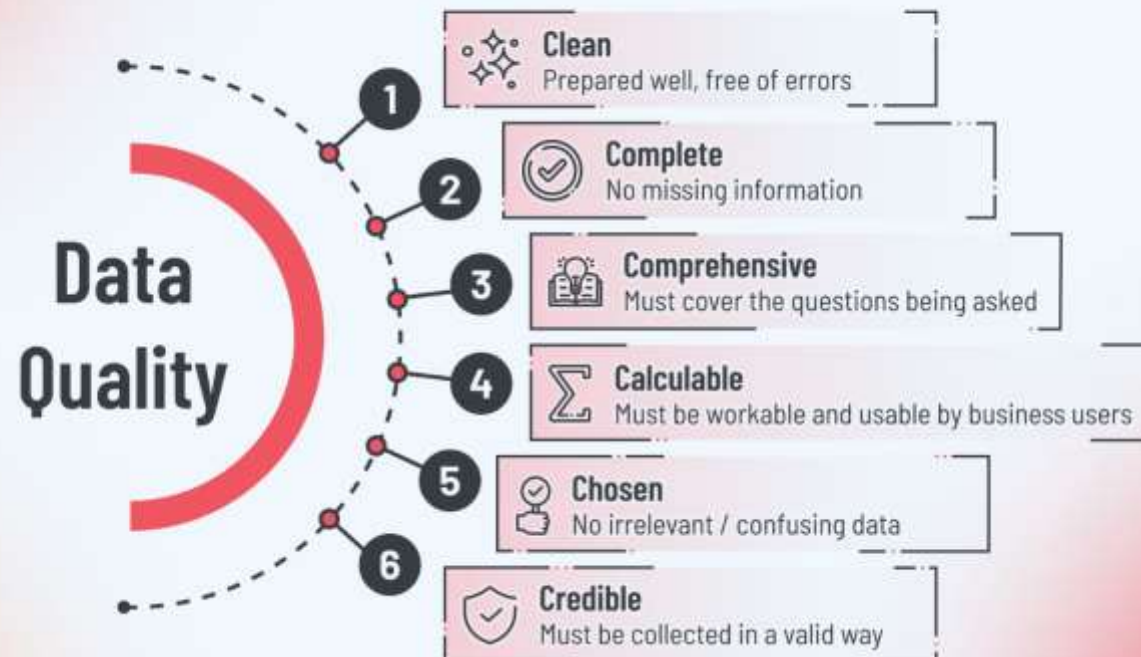 Data
Quality
1
Clean
Prepared well, free of errors
2
Complete
No missing information
3
Comprehensive
Must cover the questions being asked
4
Calculable
Must be workable and usable by business users
5
Chosen
No irrelevant / confusing data
6
Credible
Must be collected in a valid way